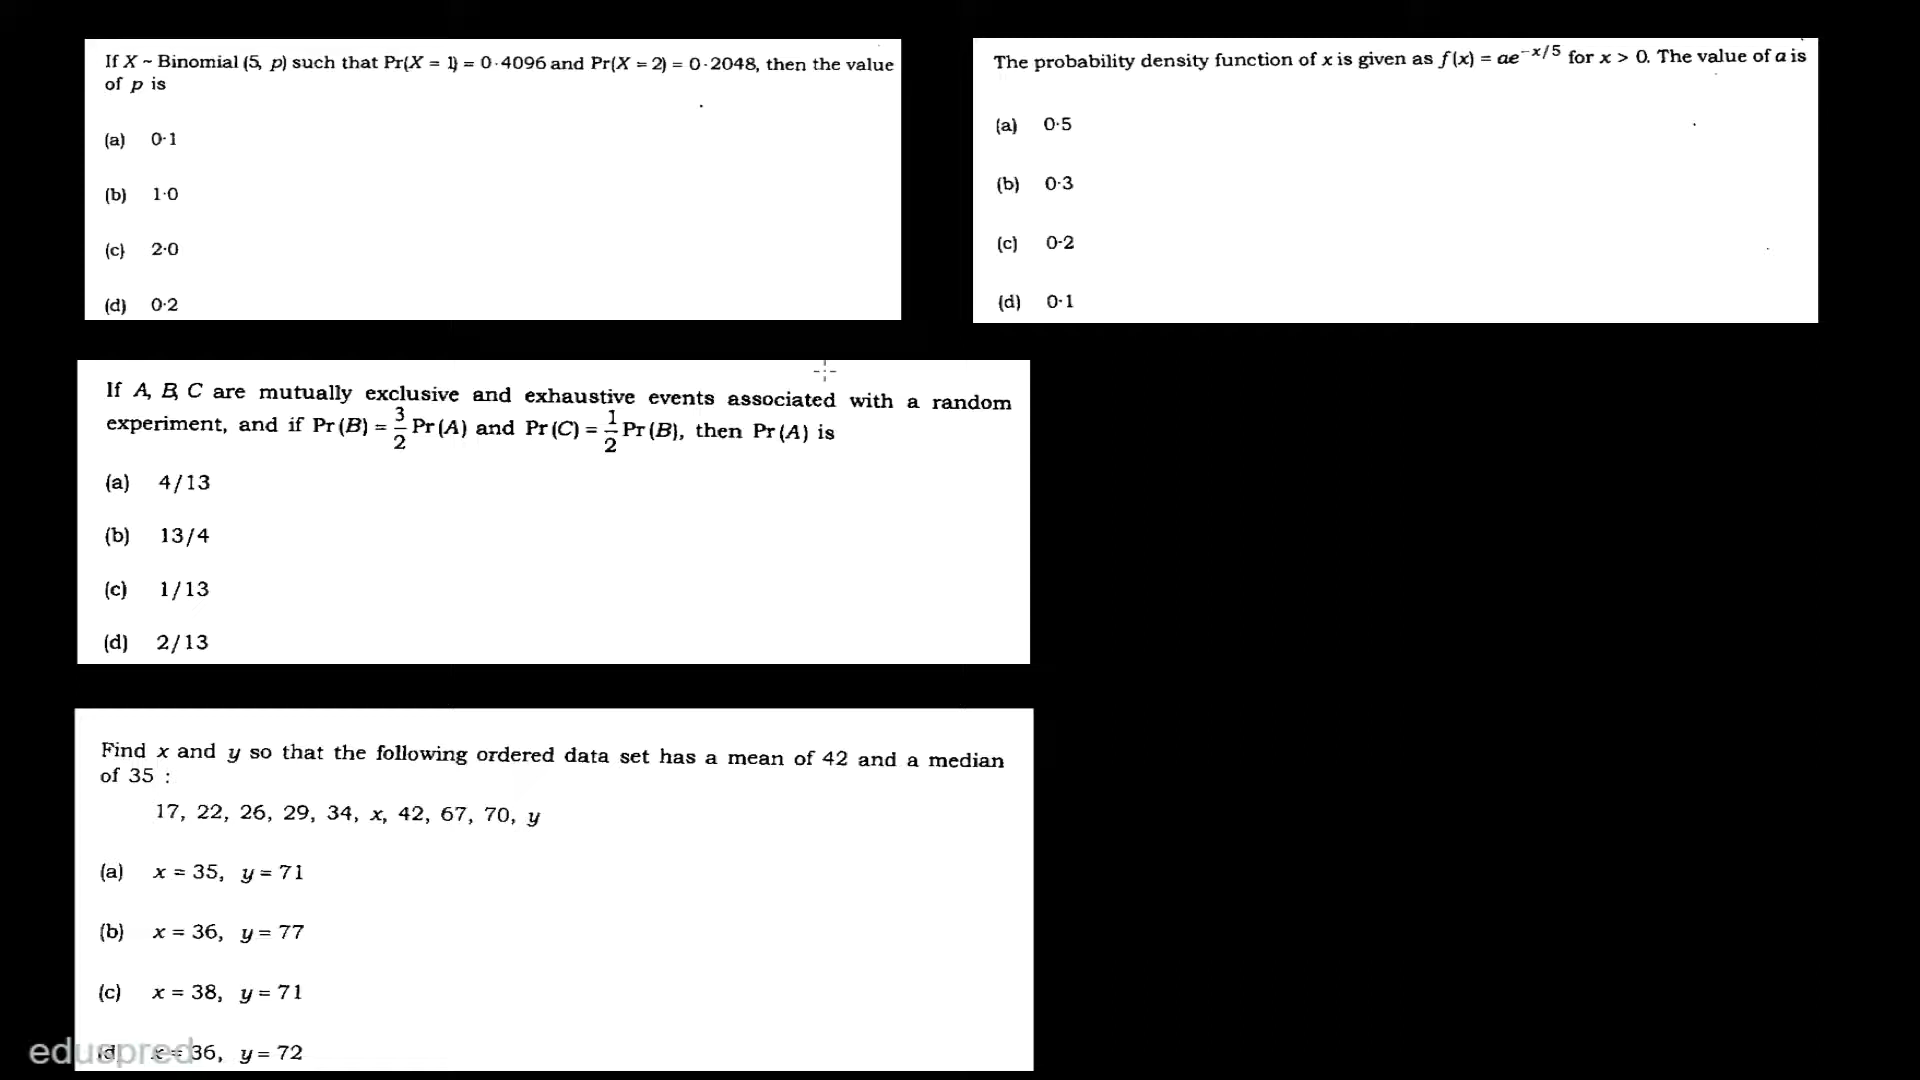 If X ~ Binomial (5, p) such that Pr(X = 1) = 0·4096 and Pr(X = 2) = 0·2048, then the value
of p is
(a) 0·1
(b) 1·0
(c) 2·0
(d) 0·2
The probability density function of x is given as f(x) = ae^{-x/5} for x > 0. The value of a is
(a) 0·5
(b) 0·3
(c) 0·2
(d) 0·1
If A, B, C are mutually exclusive and exhaustive events associated with a random
experiment, and if Pr(B) = 3/2 Pr(A) and Pr(C) = 1/2 Pr(B), then Pr(A) is
(a) 4/13
(b) 13/4
(c) 1/13
(d) 2/13
Find x and y so that the following ordered data set has a mean of 42 and a median
of 35 :
17, 22, 26, 29, 34, x, 42, 67, 70, y
(a) x = 35, y = 71
(b) x = 36, y = 77
(c) x = 38, y = 71
(d) x = 36, y = 72
eduspred